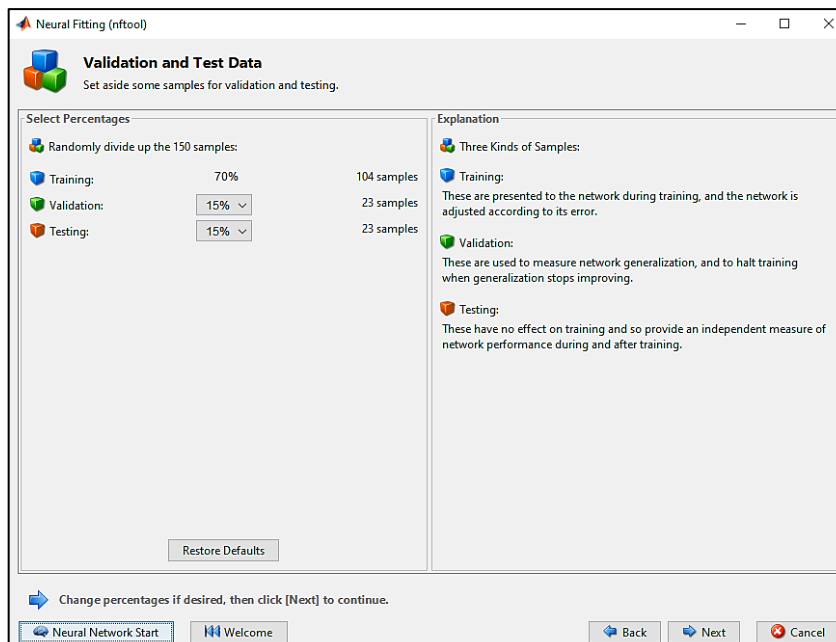 Neural Fitting (nftool)
Validation and Test Data
Set aside some samples for validation and testing.
Select Percentages
Randomly divide up the 150 samples:
Training: 70% 104 samples
Validation: 15% 23 samples
Testing: 15% 23 samples
Restore Defaults
Explanation
Three Kinds of Samples:
Training:
These are presented to the network during training, and the network is
adjusted according to its error.
Validation:
These are used to measure network generalization, and to halt training
when generalization stops improving.
Testing:
These have no effect on training and so provide an independent measure of
network performance during and after training.
Change percentages if desired, then click [Next] to continue.
Neural Network Start Welcome Back Next Cancel